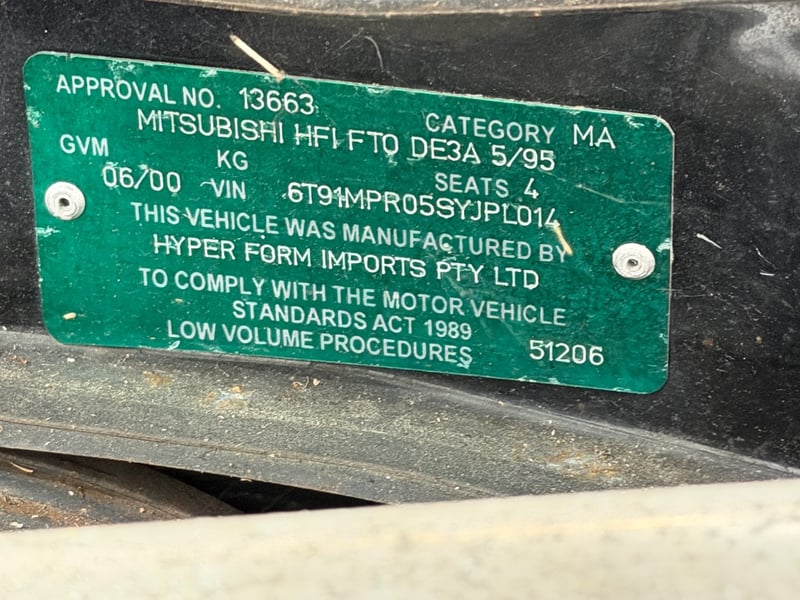 APPROVAL NO. 13663 CATEGORY MA
MITSUBISHI HFI FTO DE3A 5/95
GVM KG SEATS 4
06/00 VIN 6T91MPR05SYJPL014
THIS VEHICLE WAS MANUFACTURED BY
HYPER FORM IMPORTS PTY LTD
TO COMPLY WITH THE MOTOR VEHICLE
STANDARDS ACT 1989
LOW VOLUME PROCEDURES 51206